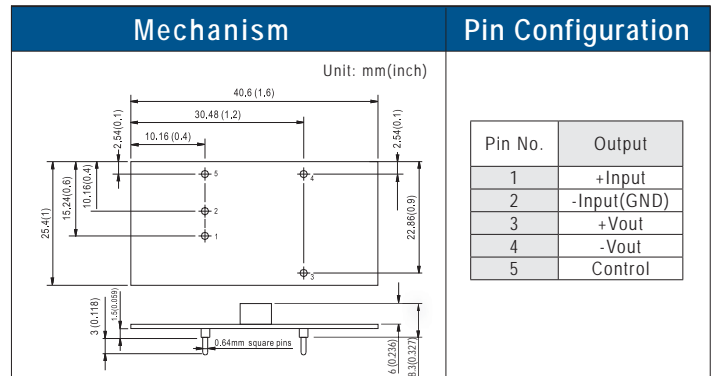 Mechanism
Pin Configuration
Unit: mm(inch)
40,6 (1,6)
30,48 (1,2)
10.16 (0.4)
2,54(0,1)
2.54(0.1)
25.4(1)
15,24(0.6)
10.16(0.4)
22.86(0.9)
5
4
2
1
3
3 (0.118)
1.5(0.059)
0.64mm square pins
6 (0.236)
8.3(0.327)
Pin No. Output
1 +Input
2 -Input(GND)
3 +Vout
4 -Vout
5 Control